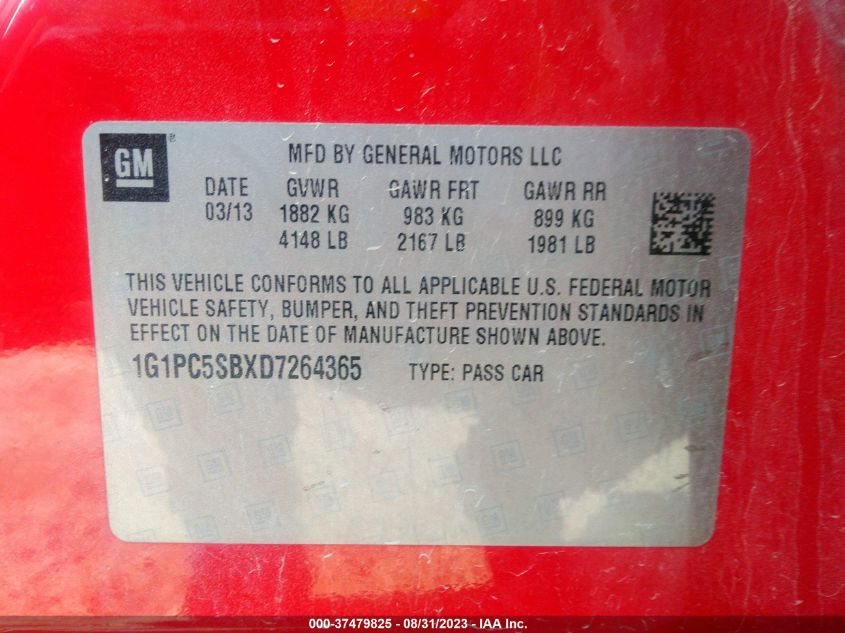 GM®
MFD BY GENERAL MOTORS LLC
DATE GVWR GAWR FRT GAWR RR
03/13 1882 KG 983 KG 899 KG
4148 LB 2167 LB 1981 LB
THIS VEHICLE CONFORMS TO ALL APPLICABLE U.S. FEDERAL MOTOR
VEHICLE SAFETY, BUMPER, AND THEFT PREVENTION STANDARDS IN
EFFECT ON THE DATE OF MANUFACTURE SHOWN ABOVE.
1G1PC5SBXD7264365 TYPE: PASS CAR
000-37479825 - 08/31/2023 - IAA Inc.